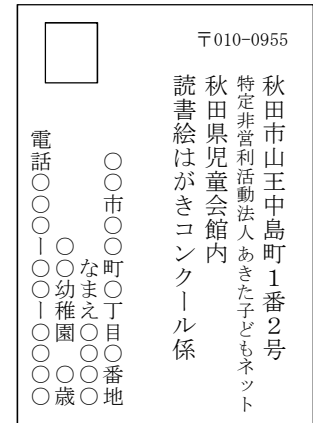 〒010-0955
秋田市山王中島町１番２号
特定非営利活動法人あきた子どもネット
秋田県児童会館内
読書絵はがきコンクール係
○○市○○町○丁目○番地
なまえ○○○○
○○幼稚園　○歳
電話○○○ー○○ー○○○○